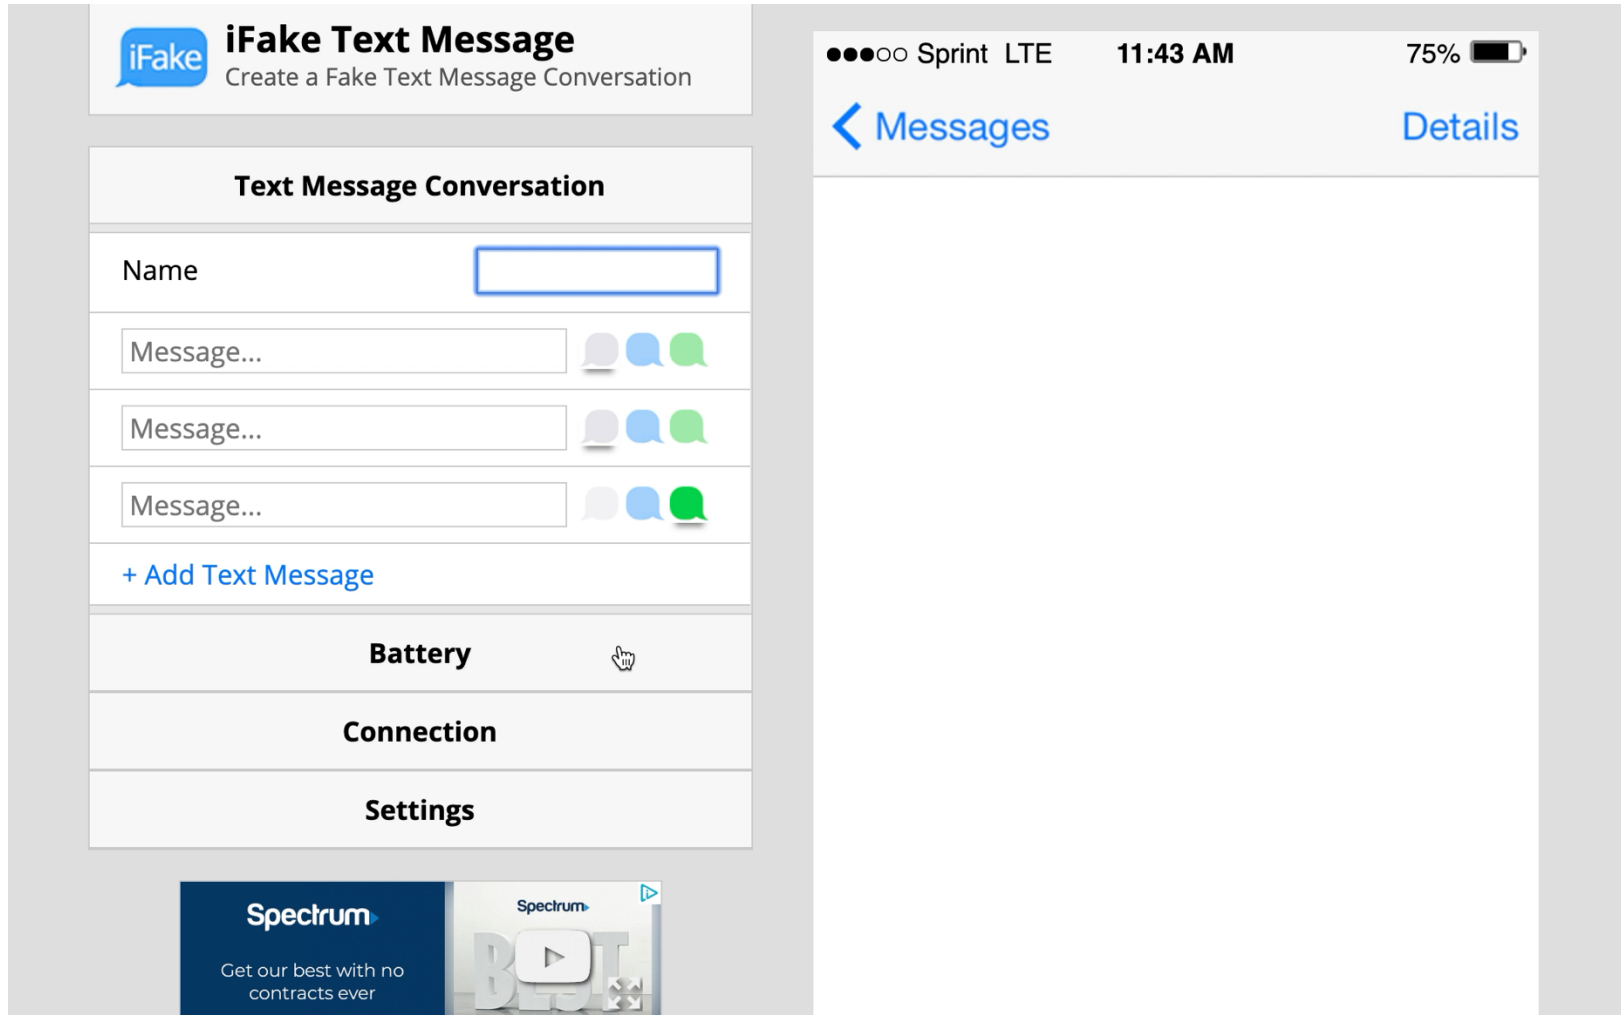 iFake
iFake Text Message
Create a Fake Text Message Conversation
Text Message Conversation
Name
Message...
Message...
Message...
+ Add Text Message
Battery
Connection
Settings
Spectrum
Get our best with no
contracts ever
Spectrum
BEST
Sprint LTE
11:43 AM
75%
Messages
Details